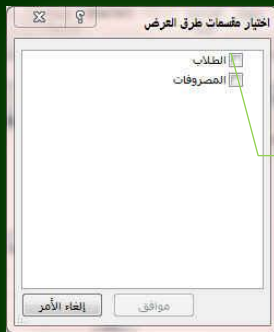 اختيار مقسمات طرق العرض
الطلاب
المصروفات
موافق
إلغاء الأمر